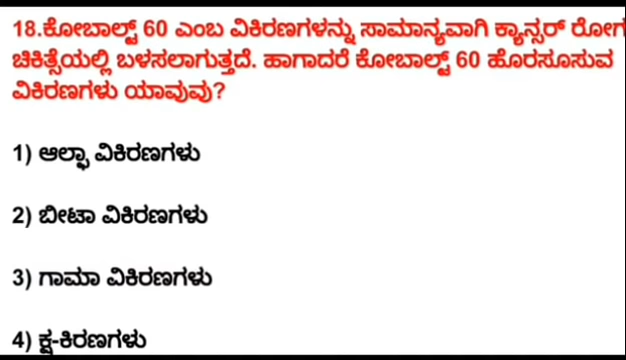 18.ಕೋಬಾಲ್ಟ್ 60 ಎಂಬ ವಿಕಿರಣಗಳನ್ನು ಸಾಮಾನ್ಯವಾಗಿ ಕ್ಯಾನ್ಸರ್ ರೋಗ
ಚಿಕಿತ್ಸೆಯಲ್ಲಿ ಬಳಸಲಾಗುತ್ತದೆ. ಹಾಗಾದರೆ ಕೋಬಾಲ್ಟ್ 60 ಹೊರಸೂಸುವ
ವಿಕಿರಣಗಳು ಯಾವುವು?
1) ಆಲ್ಫಾ ವಿಕಿರಣಗಳು
2) ಬೀಟಾ ವಿಕಿರಣಗಳು
3) ಗಾಮಾ ವಿಕಿರಣಗಳು
4) ಕ್ಷ-ಕಿರಣಗಳು